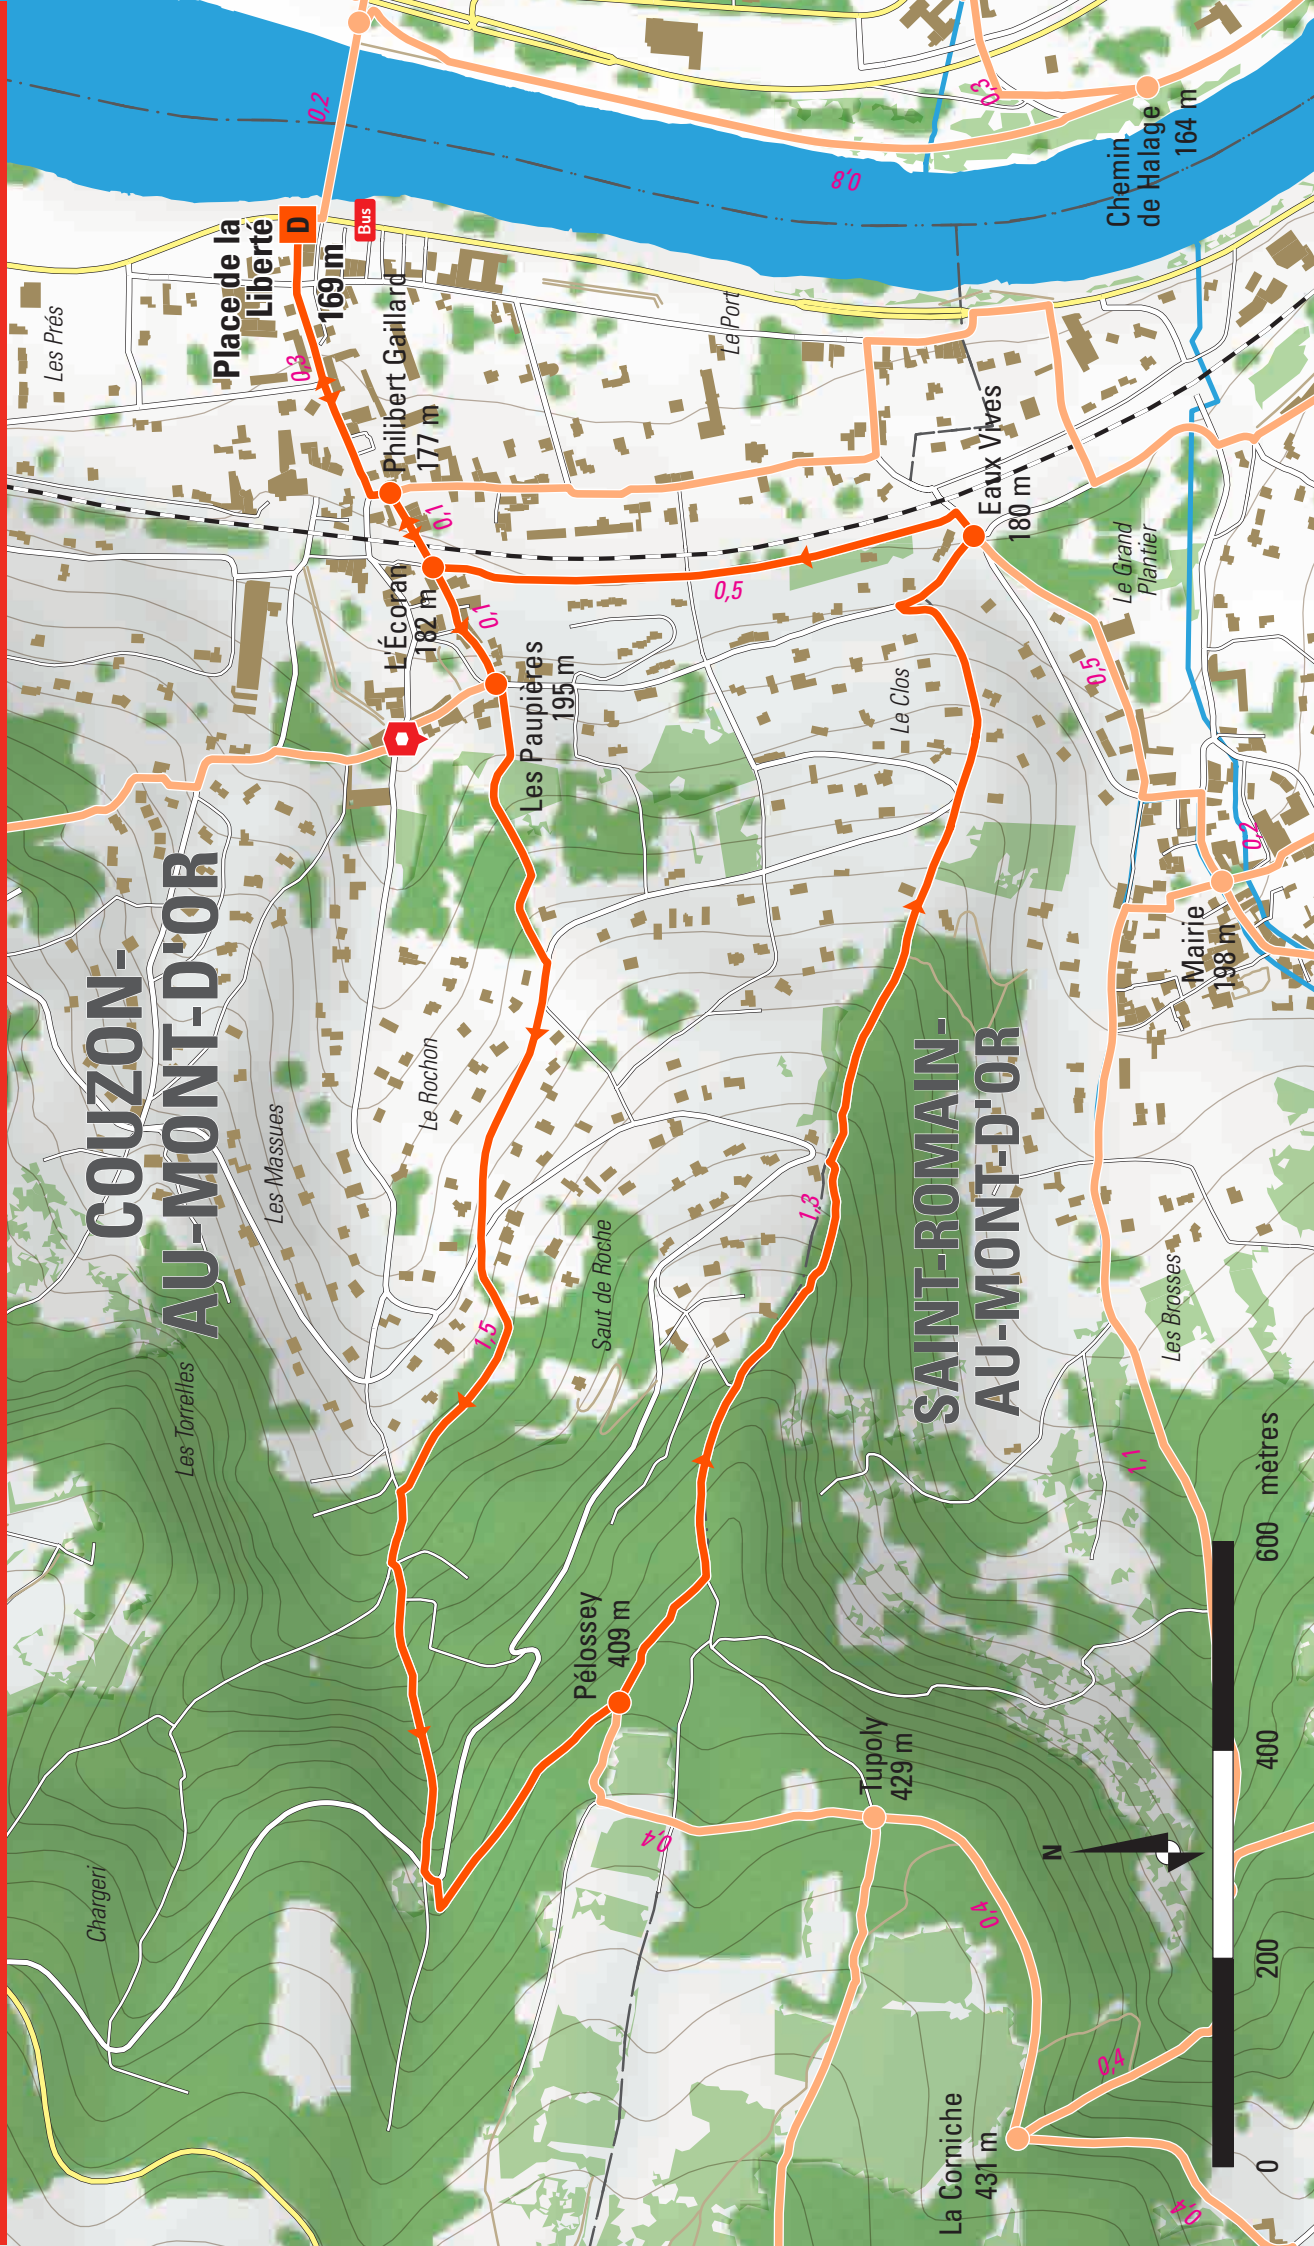 Les Prés
Place de la
Liberté
169 m
D
Bus
0,2
0,3
Philibert Gaillard
177 m
0,1
L'Écoran
182 m
0,1
Les Paupières
195 m
Le Port
0,8
0,3
Chemin
de Halage
164 m
Eaux Vives
180 m
0,5
Le Grand
Plantier
0,5
Le Clos
0,2
Mairie
198 m
COUZON-
AU-MONT-D'OR
Les Massues
Le Rochon
Les Torrelles
1,5
Saut de Roche
1,3
SAINT-ROMAIN-
AU-MONT-D'OR
Les Brosses
1,1
Pélossey
409 m
Chargeri
0,4
Tupoly
429 m
0,4
La Corniche
431 m
0,4
0,4
N
0 200 400 600 mètres